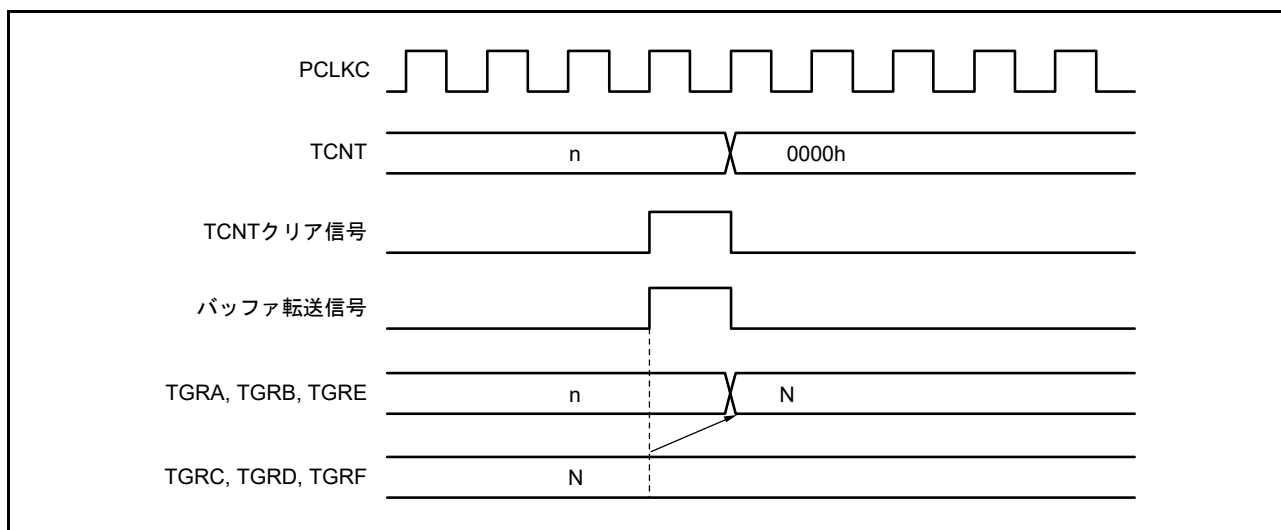 PCLKC
TCNT
n
0000h
TCNTクリア信号
バッファ転送信号
TGRA, TGRB, TGRE
n
N
TGRC, TGRD, TGRF
N